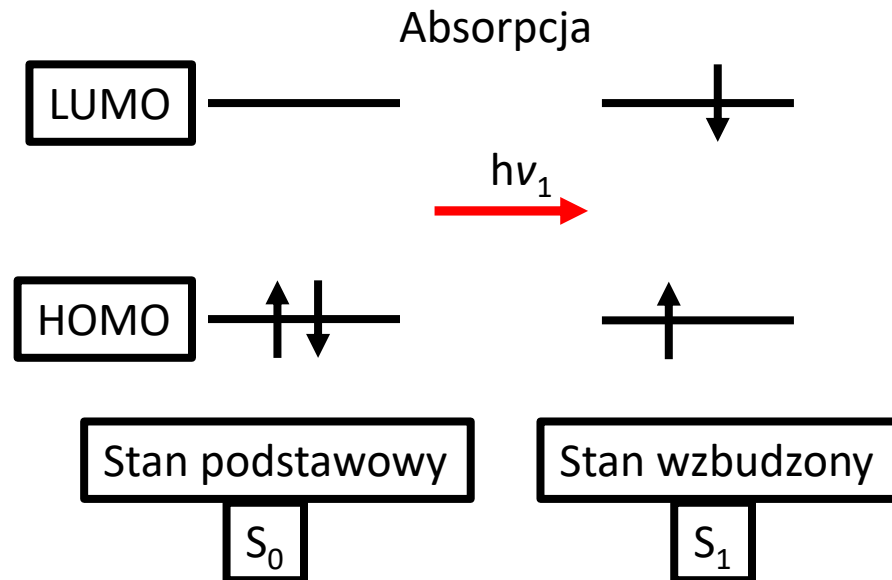 Absorpcja
LUMO
hν₁
HOMO
Stan podstawowy
Stan wzbudzony
S₀
S₁